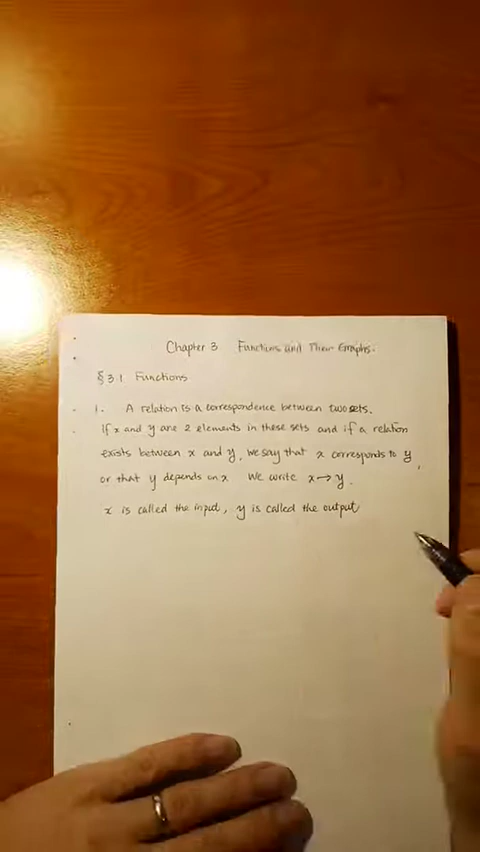 Chapter 3 Functions and Their Graphs.
§ 3.1 Functions
1. A relation is a correspondence between two sets.
If x and y are 2 elements in these sets and if a relation
exists between x and y, we say that x corresponds to y,
or that y depends on x We write x → y.
x is called the input, y is called the output